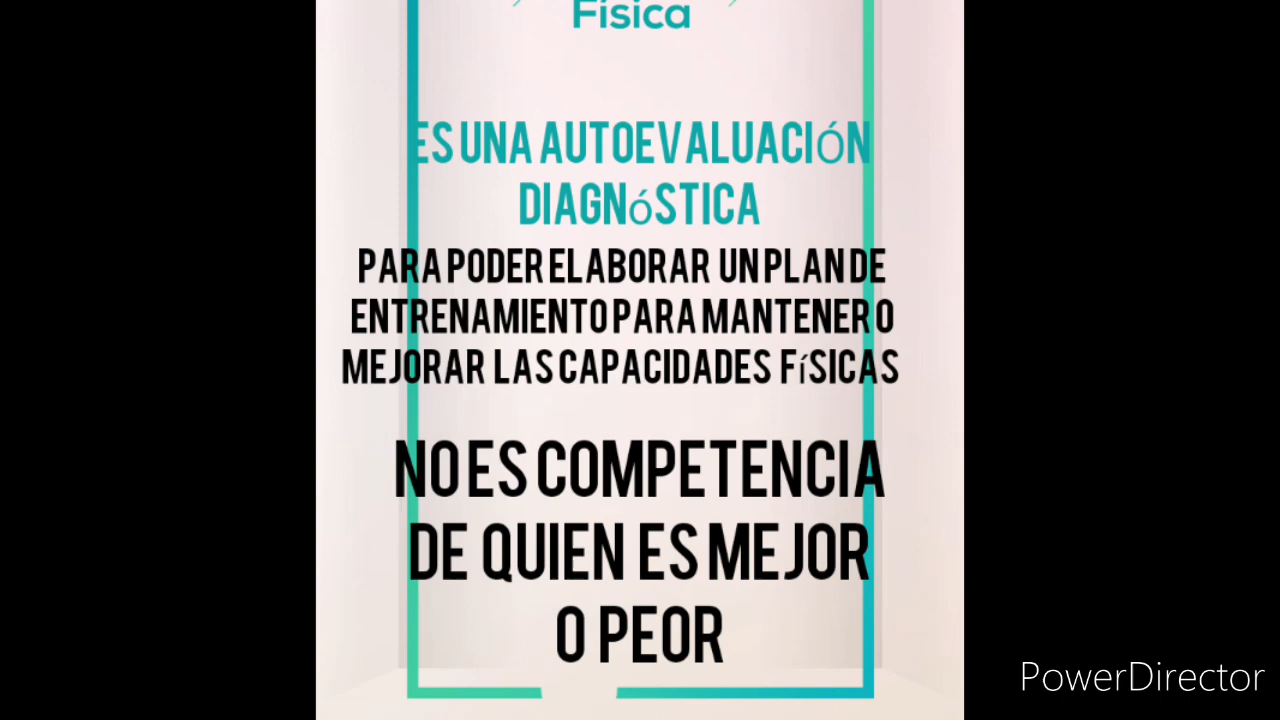 Física
ES UNA AUTOEVALUACIÓN
DIAGNóSTICA
PARA PODER ELABORAR UN PLAN DE
ENTRENAMIENTO PARA MANTENER O
MEJORAR LAS CAPACIDADES FíSICAS
NO ES COMPETENCIA
DE QUIEN ES MEJOR
O PEOR
PowerDirector